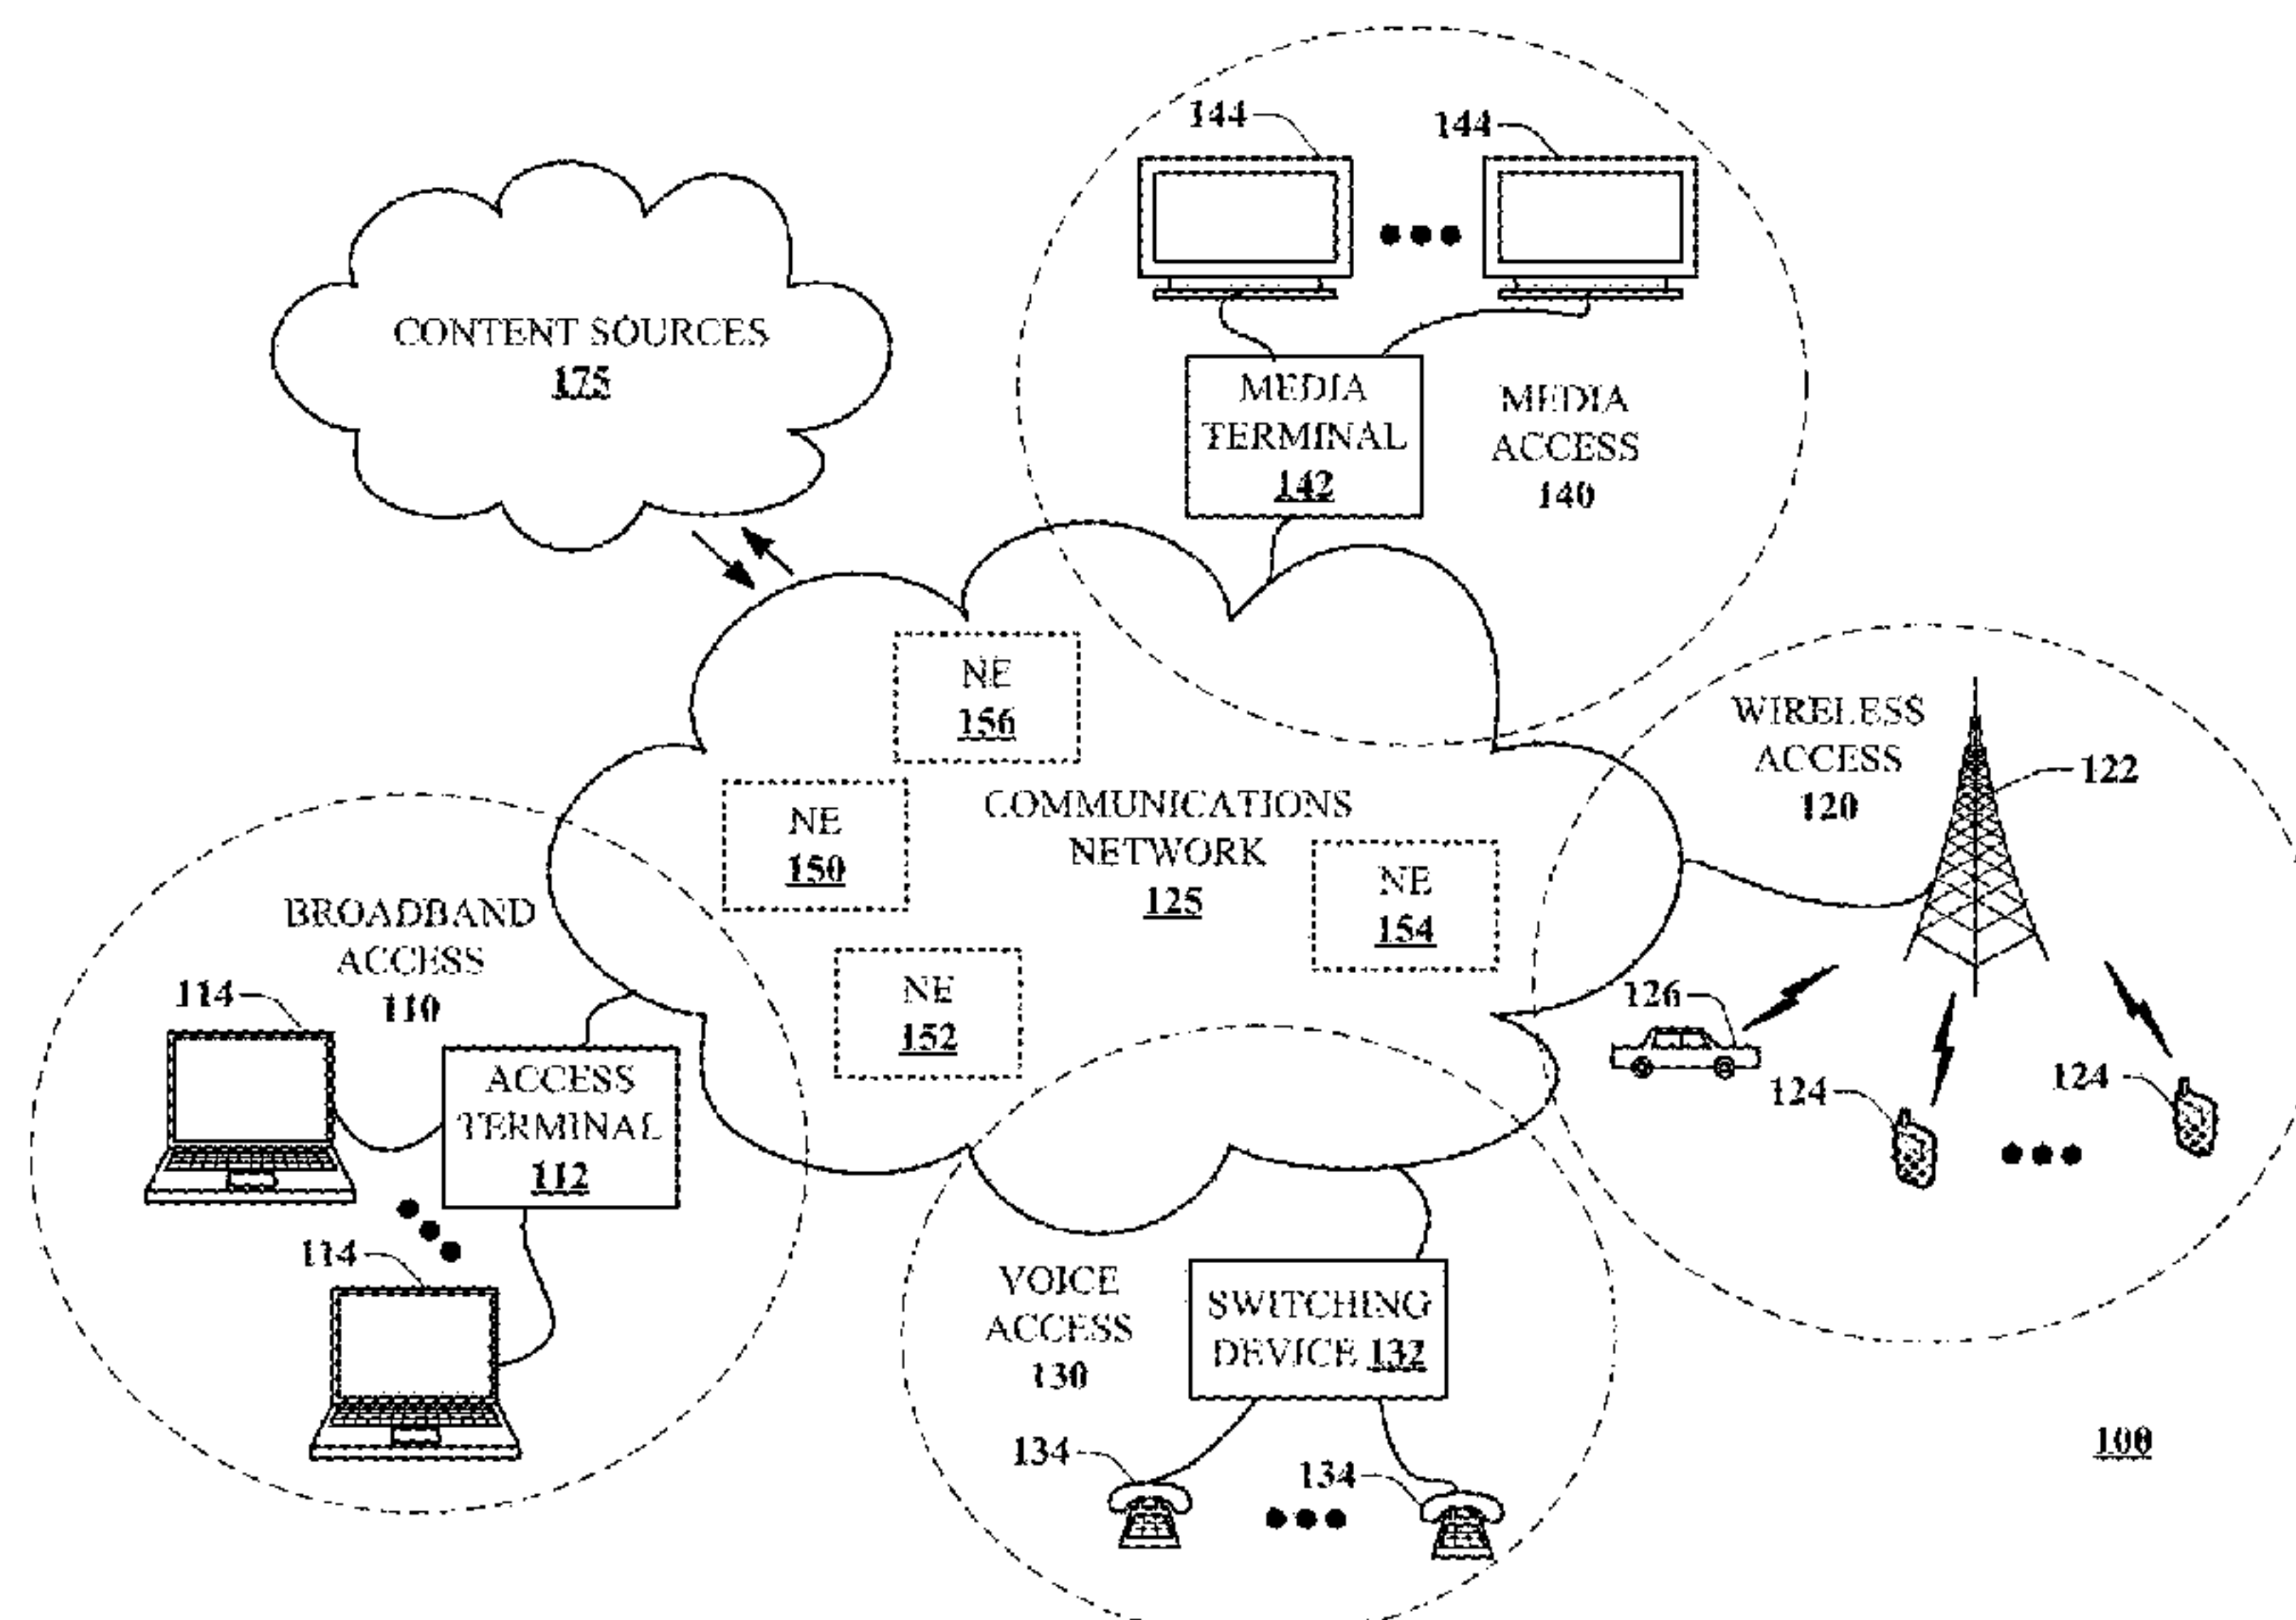 144
144
CONTENT SOURCES
175
MEDIA
TERMINAL
142
MEDIA
ACCESS
140
NE
156
WIRELESS
ACCESS
120
122
NE
150
COMMUNICATIONS
NETWORK
125
NE
154
BROADBAND
ACCESS
110
114
NE
152
126
124
124
ACCESS
TERMINAL
112
114
VOICE
ACCESS
130
SWITCHING
DEVICE 132
134
134
100